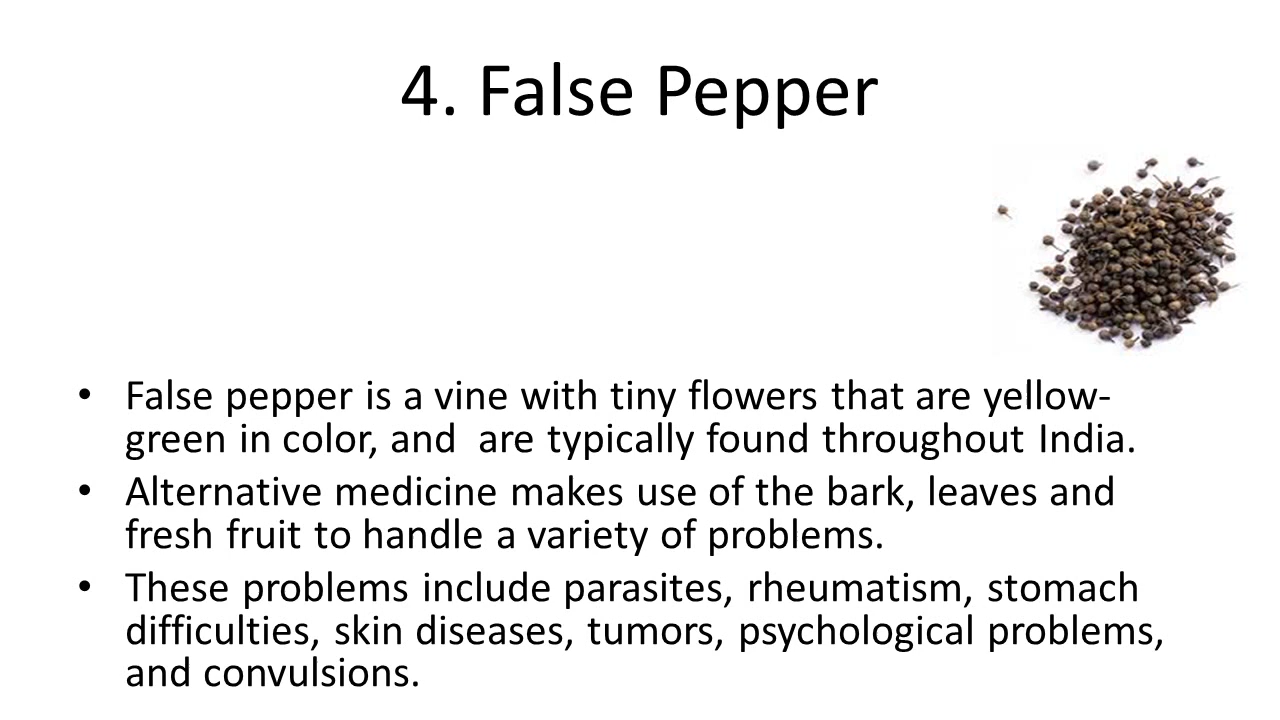 4. False Pepper
• False pepper is a vine with tiny flowers that are yellow-
green in color, and  are typically found throughout India.
• Alternative medicine makes use of the bark, leaves and
fresh fruit to handle a variety of problems.
• These problems include parasites, rheumatism, stomach
difficulties, skin diseases, tumors, psychological problems,
and convulsions.